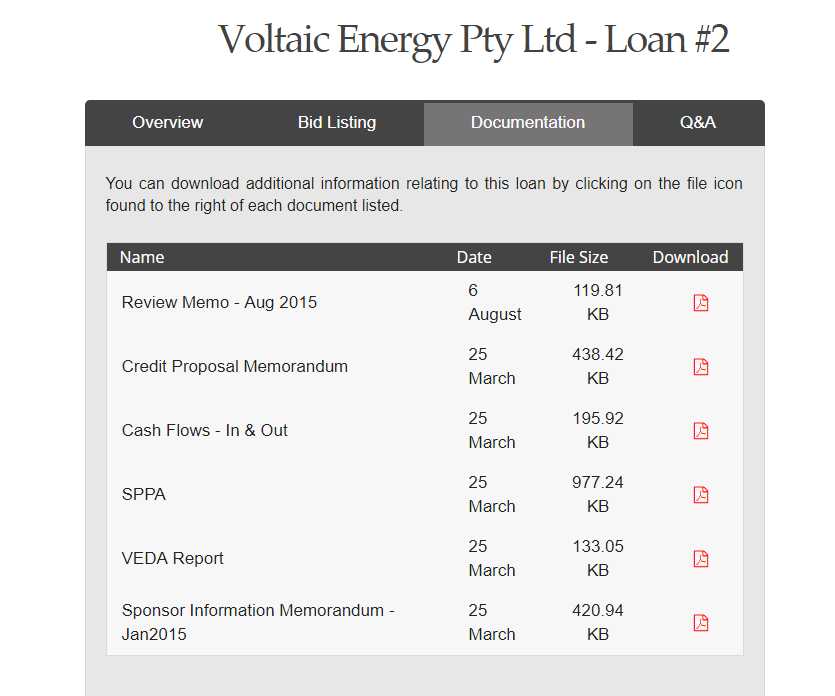 Voltaic Energy Pty Ltd - Loan #2
Overview Bid Listing Documentation Q&A
You can download additional information relating to this loan by clicking on the file icon
found to the right of each document listed.
Name Date File Size Download
Review Memo - Aug 2015 6 August 119.81 KB
Credit Proposal Memorandum 25 March 438.42 KB
Cash Flows - In & Out 25 March 195.92 KB
SPPA 25 March 977.24 KB
VEDA Report 25 March 133.05 KB
Sponsor Information Memorandum - 25 420.94
Jan2015 March KB